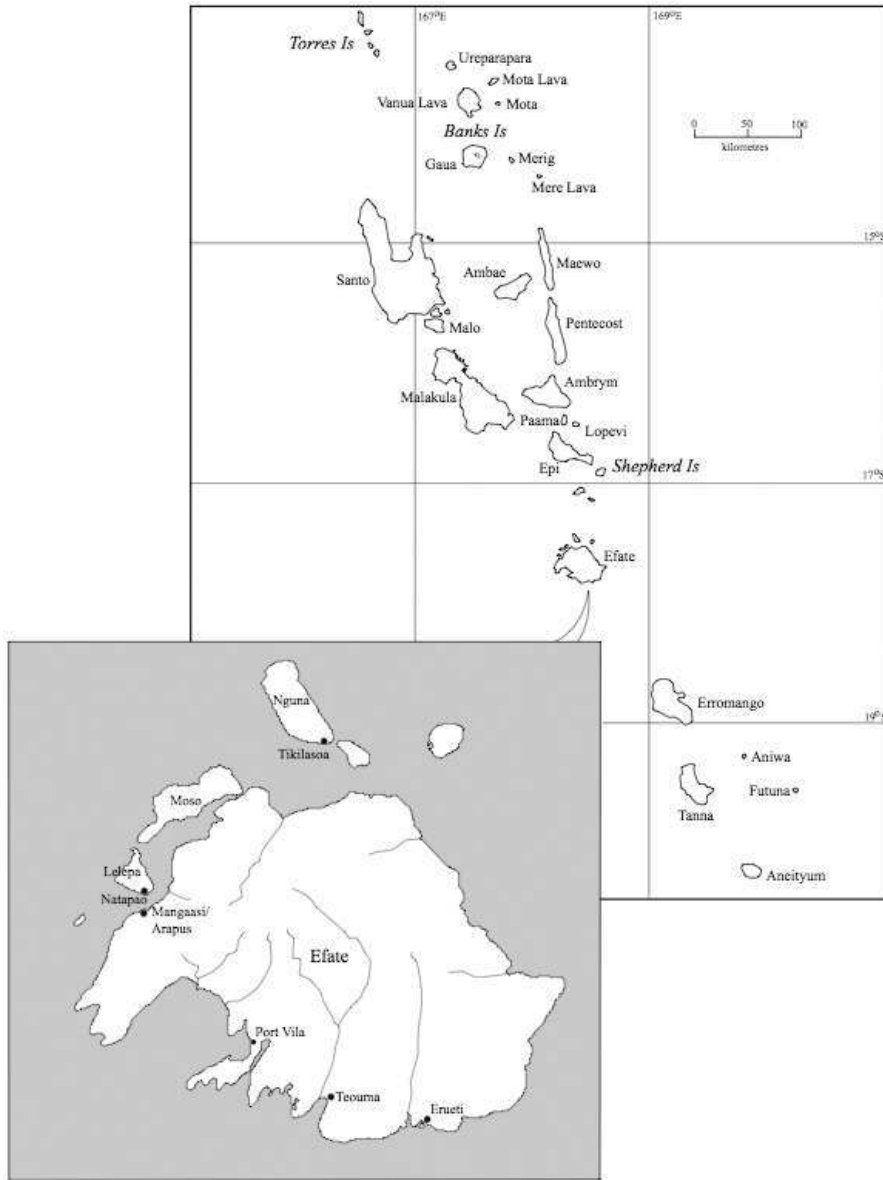 167°E
169°E
Torres Is
Ureparapara
Mota Lava
Vanua Lava
Mota
Banks Is
0 50 100
kilometres
Gaua
Merig
Mere Lava
15°S
Santo
Ambae
Maewo
Malo
Pentecost
Malakula
Ambrym
Paama
Lopevi
Epi
Shepherd Is
17°S
Efate
Erromango
19°S
Aniwa
Futuna
Tanna
Aneityum
Nguna
Tikilasoa
Moso
Lelepa
Natapao
Mangaasi/
Arapus
Efate
Port Vila
Teouma
Erueti